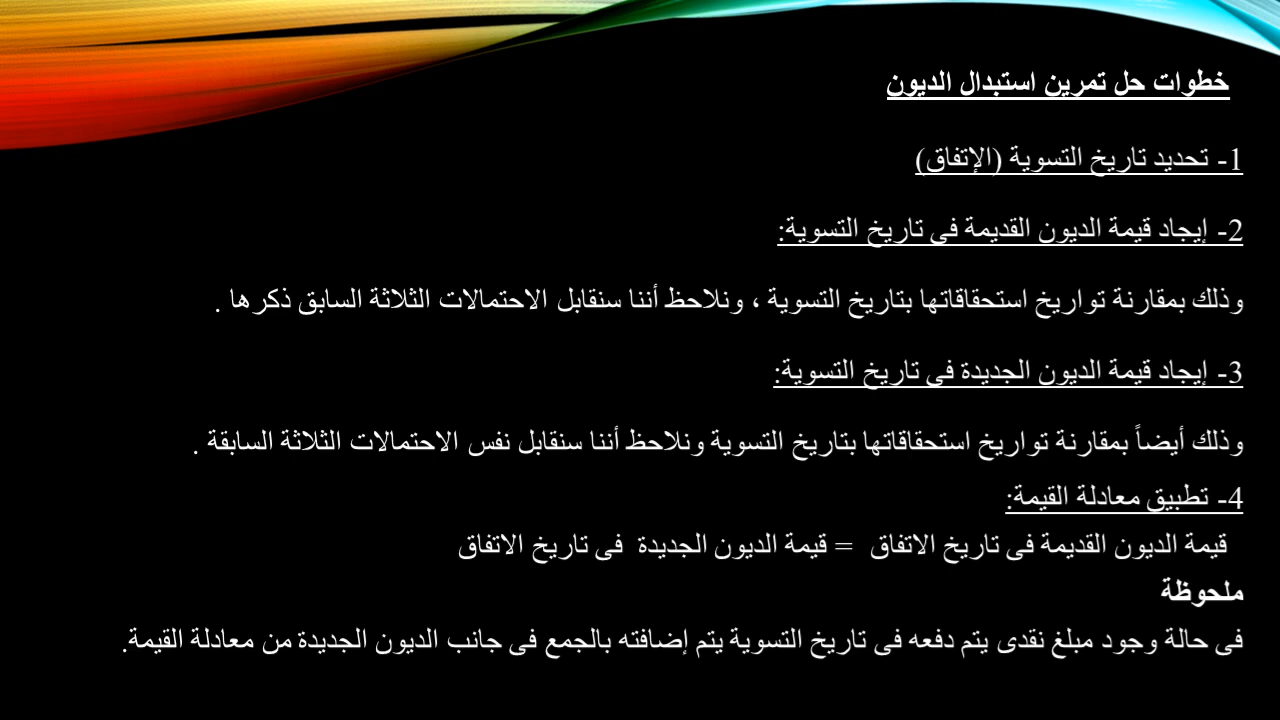 خطوات حل تمرين استبدال الديون
1- تحديد تاريخ التسوية (الإتفاق)
2- إيجاد قيمة الديون القديمة فى تاريخ التسوية:
وذلك بمقارنة تواريخ استحقاقاتها بتاريخ التسوية ، ونلاحظ أننا سنقابل الاحتمالات الثلاثة السابق ذكرها .
3- إيجاد قيمة الديون الجديدة فى تاريخ التسوية:
وذلك أيضاً بمقارنة تواريخ استحقاقاتها بتاريخ التسوية ونلاحظ أننا سنقابل نفس الاحتمالات الثلاثة السابقة .
4- تطبيق معادلة القيمة:
قيمة الديون القديمة فى تاريخ الاتفاق = قيمة الديون الجديدة فى تاريخ الاتفاق
ملحوظة
فى حالة وجود مبلغ نقدى يتم دفعه فى تاريخ التسوية يتم إضافته بالجمع فى جانب الديون الجديدة من معادلة القيمة.